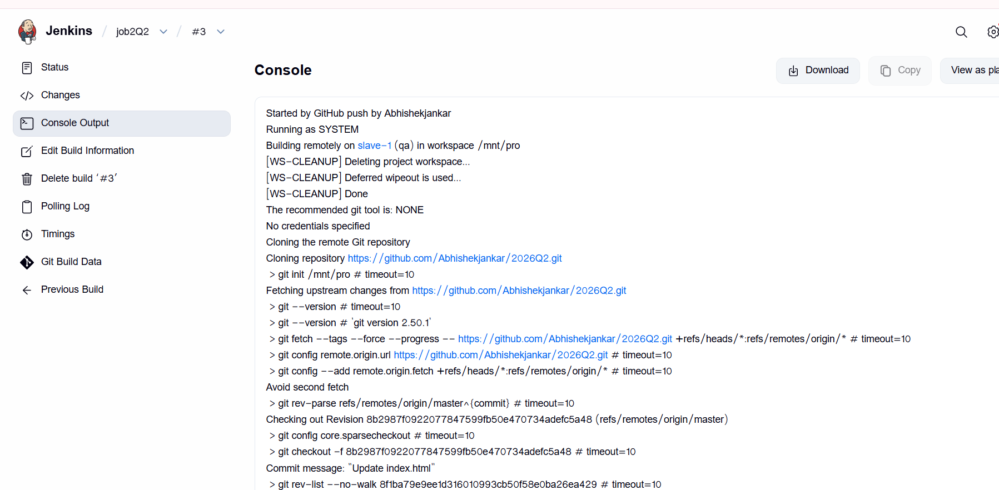 Jenkins / job2Q2 / #3
Status
Changes
Console Output
Edit Build Information
Delete build ‘#3’
Polling Log
Timings
Git Build Data
Previous Build
Console
Download
Copy
View as pla
Started by GitHub push by Abhishekjankar
Running as SYSTEM
Building remotely on slave-1 (qa) in workspace /mnt/pro
[WS-CLEANUP] Deleting project workspace...
[WS-CLEANUP] Deferred wipeout is used...
[WS-CLEANUP] Done
The recommended git tool is: NONE
No credentials specified
Cloning the remote Git repository
Cloning repository https://github.com/Abhishekjankar/2026Q2.git
> git init /mnt/pro # timeout=10
Fetching upstream changes from https://github.com/Abhishekjankar/2026Q2.git
> git --version # timeout=10
> git --version # 'git version 2.50.1'
> git fetch --tags --force --progress -- https://github.com/Abhishekjankar/2026Q2.git +refs/heads/*:refs/remotes/origin/* # timeout=10
> git config remote.origin.url https://github.com/Abhishekjankar/2026Q2.git # timeout=10
> git config --add remote.origin.fetch +refs/heads/*:refs/remotes/origin/* # timeout=10
Avoid second fetch
> git rev-parse refs/remotes/origin/master^{commit} # timeout=10
Checking out Revision 8b2987f0922077847599fb50e470734adefc5a48 (refs/remotes/origin/master)
> git config core.sparsecheckout # timeout=10
> git checkout -f 8b2987f0922077847599fb50e470734adefc5a48 # timeout=10
Commit message: "Update index.html"
> git rev-list --no-walk 8f1ba79e9ee1d316010993cb50f58e0ba26ea429 # timeout=10